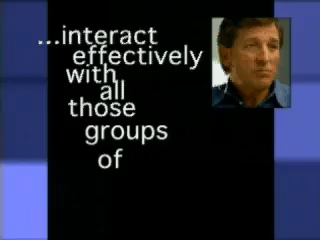 ...interact
effectively
with
all
those
groups
of